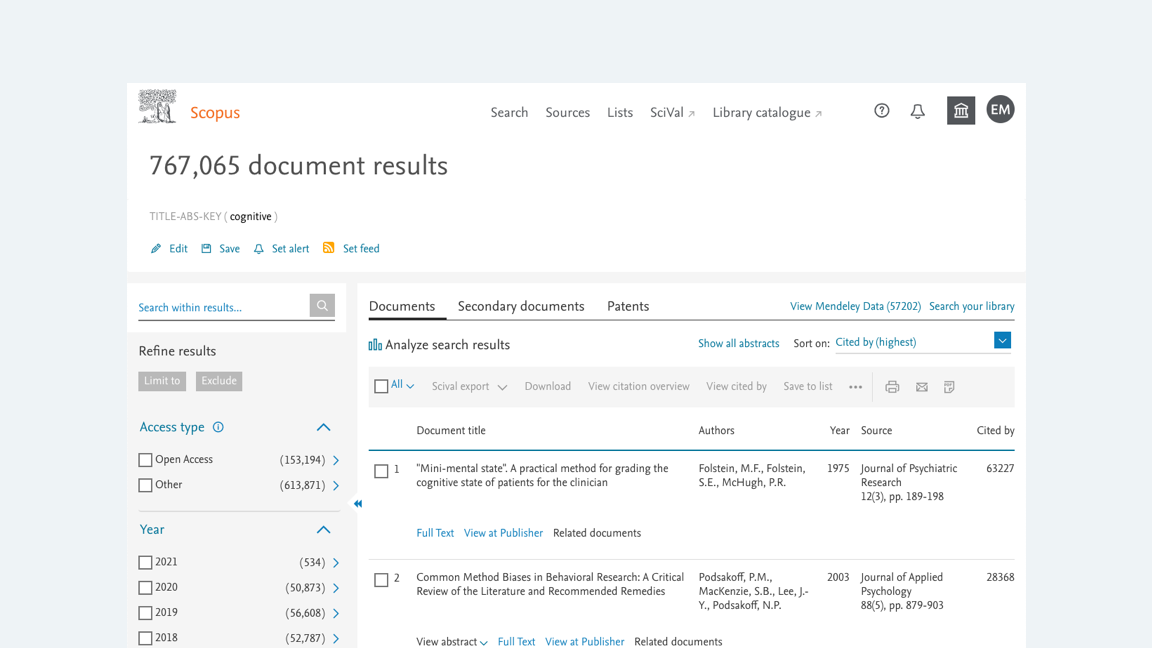 Scopus
Search Sources Lists SciVal ↗ Library catalogue ↗
EM
767,065 document results
TITLE-ABS-KEY ( cognitive )
Edit Save Set alert Set feed
Search within results...
Refine results
Limit to Exclude
Access type
Open Access (153,194)
Other (613,871)
Year
2021 (534)
2020 (50,873)
2019 (56,608)
2018 (52,787)
Documents Secondary documents Patents
View Mendeley Data (57202) Search your library
Analyze search results
Show all abstracts Sort on: Cited by (highest)
All Scival export Download View citation overview View cited by Save to list •••
Document title Authors Year Source Cited by
1 "Mini-mental state". A practical method for grading the
cognitive state of patients for the clinician
Folstein, M.F., Folstein,
S.E., McHugh, P.R.
1975
Journal of Psychiatric
Research
12(3), pp. 189-198
63227
Full Text View at Publisher Related documents
2 Common Method Biases in Behavioral Research: A Critical
Review of the Literature and Recommended Remedies
Podsakoff, P.M.,
MacKenzie, S.B., Lee, J.-
Y., Podsakoff, N.P.
2003
Journal of Applied
Psychology
88(5), pp. 879-903
28368
View abstract Full Text View at Publisher Related documents